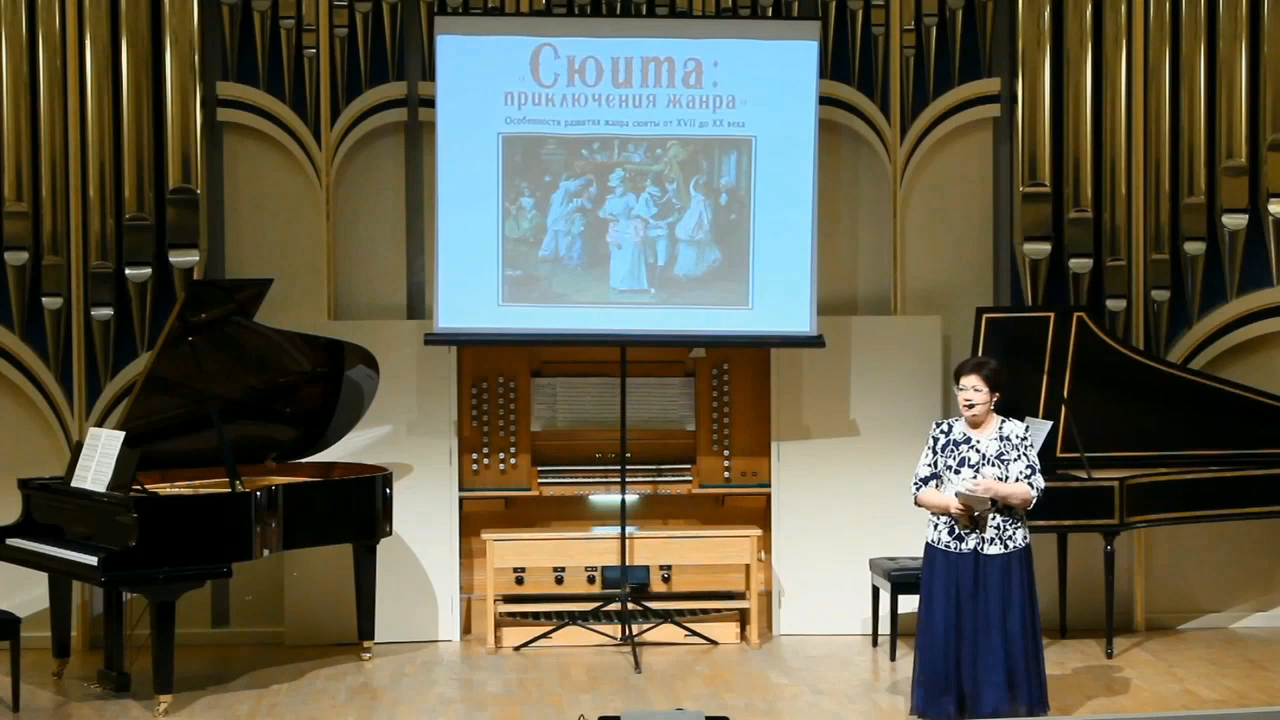 «Сюита:
приключения жанра»
Особенности развития жанра сюиты от XVII до XX века